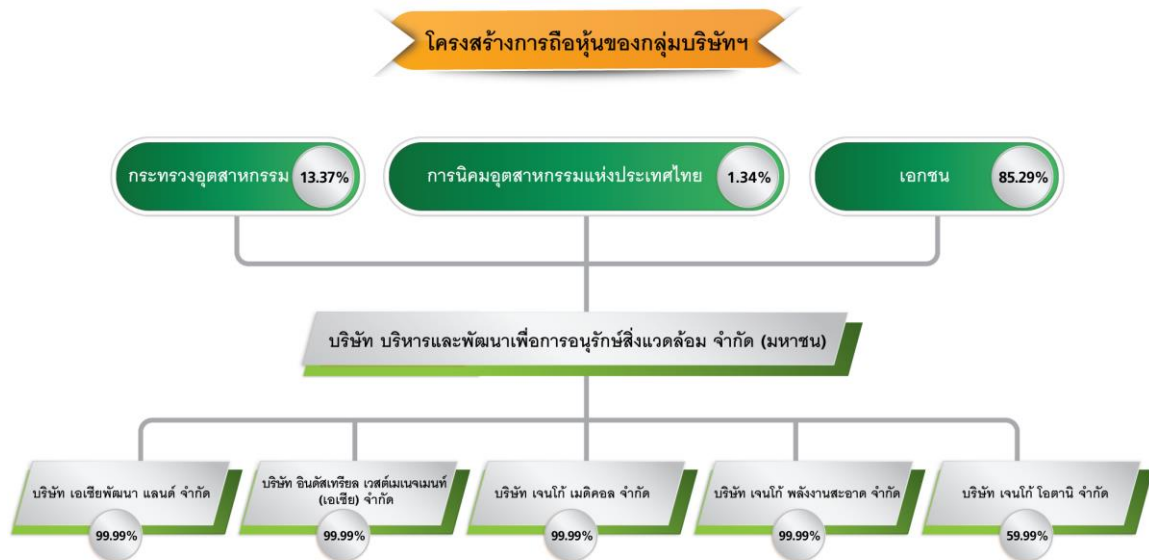 โครงสร้างการถือหุ้นของกลุ่มบริษัทฯ
กระทรวงอุตสาหกรรม 13.37%
การนิคมอุตสาหกรรมแห่งประเทศไทย 1.34%
เอกชน 85.29%
บริษัท บริหารและพัฒนาเพื่อการอนุรักษ์สิ่งแวดล้อม จำกัด (มหาชน)
บริษัท เอเซียพัฒนา แลนด์ จำกัด
99.99%
บริษัท อินดัสเทรียล เวสต์เมเนจเมนท์
(เอเซีย) จำกัด
99.99%
บริษัท เจนโก้ เมดิคอล จำกัด
99.99%
บริษัท เจนโก้ พลังงานสะอาด จำกัด
99.99%
บริษัท เจนโก้ โอตานิ จำกัด
59.99%